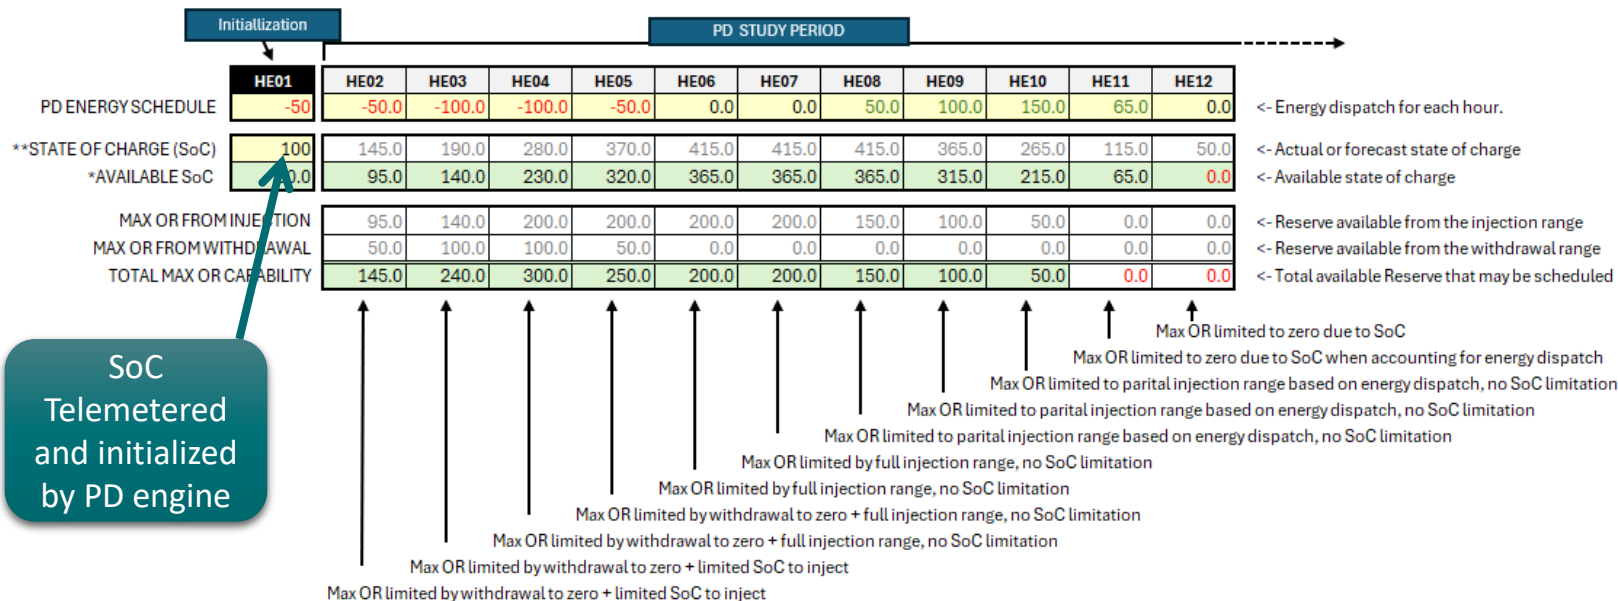 Initiallization
PD STUDY PERIOD
HE01 HE02 HE03 HE04 HE05 HE06 HE07 HE08 HE09 HE10 HE11 HE12
PD ENERGY SCHEDULE -50 -50.0 -100.0 -100.0 -50.0 0.0 0.0 50.0 100.0 150.0 65.0 0.0 <- Energy dispatch for each hour.
**STATE OF CHARGE (SoC) 100 145.0 190.0 280.0 370.0 415.0 415.0 415.0 365.0 265.0 115.0 50.0 <- Actual or forecast state of charge
*AVAILABLE SoC 95.0 140.0 230.0 320.0 365.0 365.0 365.0 315.0 215.0 65.0 0.0 <- Available state of charge
MAX OR FROM INJECTION 95.0 140.0 200.0 200.0 200.0 200.0 150.0 100.0 50.0 0.0 0.0 <- Reserve available from the injection range
MAX OR FROM WITHDRAWAL 50.0 100.0 100.0 50.0 0.0 0.0 0.0 0.0 0.0 0.0 0.0 <- Reserve available from the withdrawal range
TOTAL MAX OR CAPABILITY 145.0 240.0 300.0 250.0 200.0 200.0 150.0 100.0 50.0 0.0 0.0 <- Total available Reserve that may be scheduled
Max OR limited to zero due to SoC
Max OR limited to zero due to SoC when accounting for energy dispatch
Max OR limited to parital injection range based on energy dispatch, no SoC limitation
Max OR limited to parital injection range based on energy dispatch, no SoC limitation
Max OR limited to parital injection range based on energy dispatch, no SoC limitation
Max OR limited by full injection range, no SoC limitation
Max OR limited by full injection range, no SoC limitation
Max OR limited by withdrawal to zero + full injection range, no SoC limitation
Max OR limited by withdrawal to zero + full injection range, no SoC limitation
Max OR limited by withdrawal to zero + limited SoC to inject
Max OR limited by withdrawal to zero + limited SoC to inject
SoC
Telemetered
and initialized
by PD engine